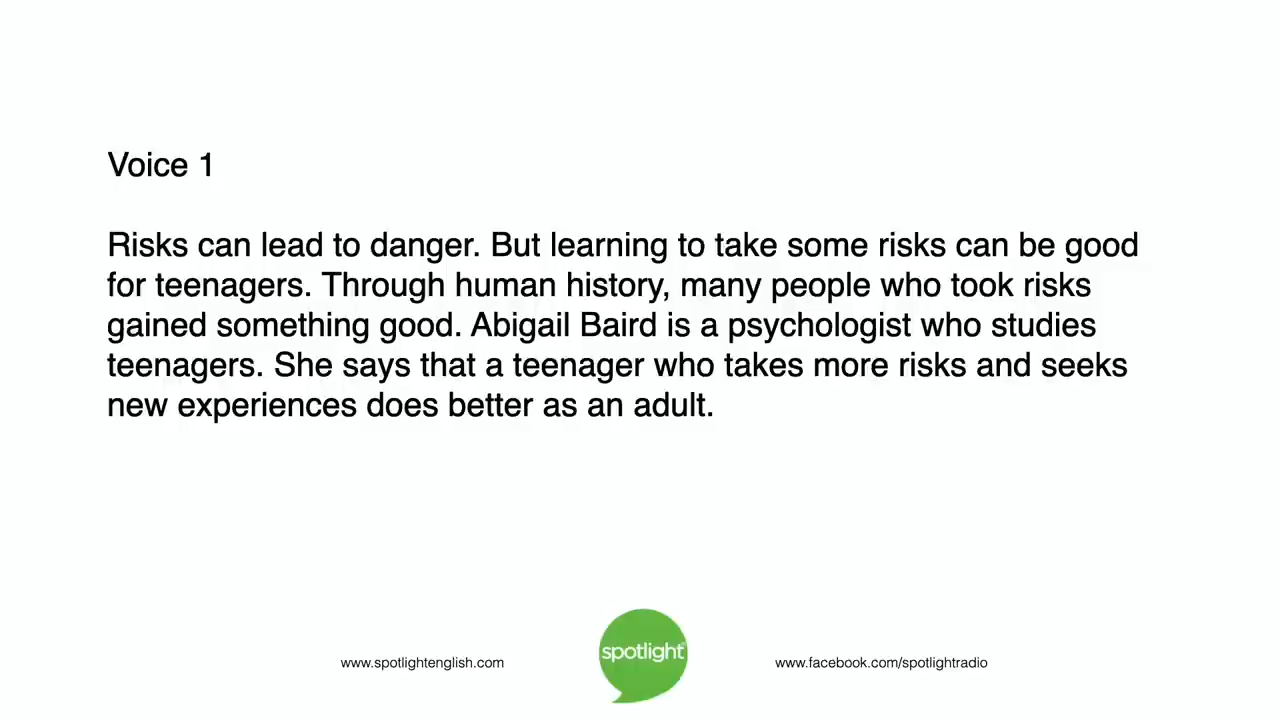 Voice 1
Risks can lead to danger. But learning to take some risks can be good
for teenagers. Through human history, many people who took risks
gained something good. Abigail Baird is a psychologist who studies
teenagers. She says that a teenager who takes more risks and seeks
new experiences does better as an adult.
www.spotlightenglish.com
spotlight
www.facebook.com/spotlightradio